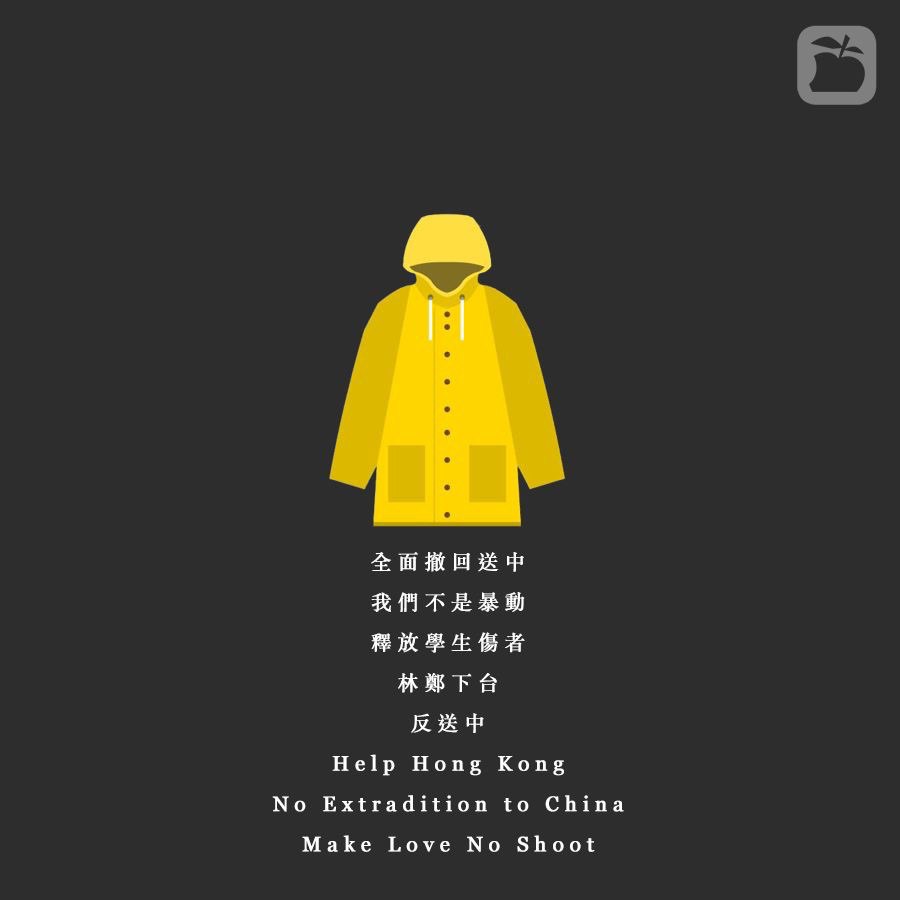 全面撤回送中
我們不是暴動
釋放學生傷者
林鄭下台
反送中
Help Hong Kong
No Extradition to China
Make Love No Shoot